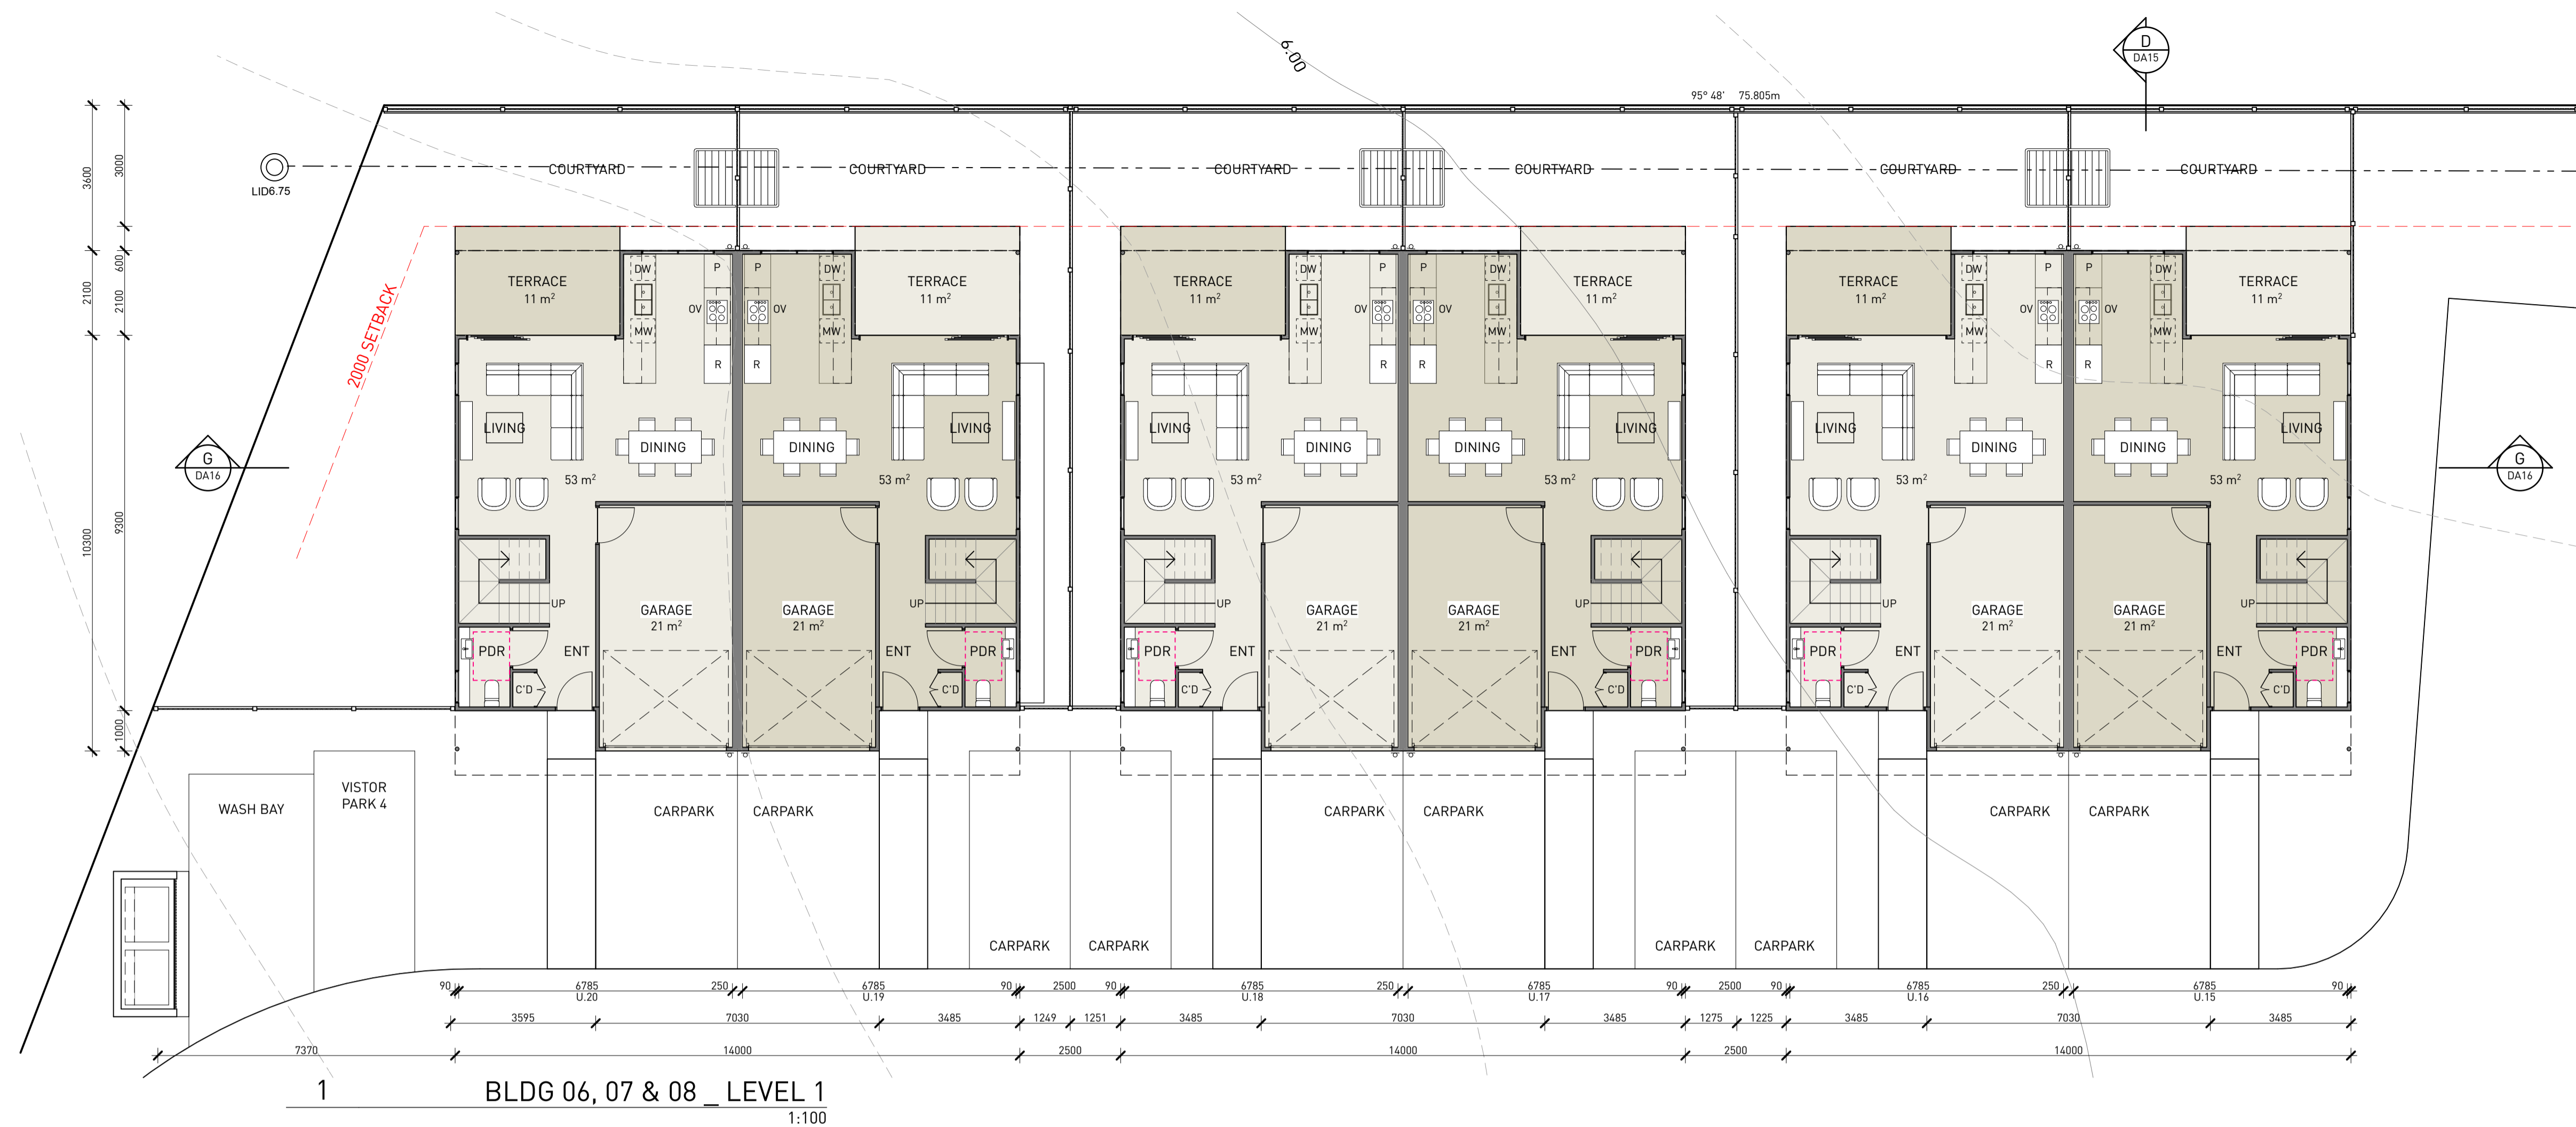 6.00
D
DA15
95° 48' 75.805m
3600
3000
COURTYARD COURTYARD COURTYARD COURTYARD COURTYARD COURTYARD
LID6.75
600
2100
2100
2000 SETBACK
TERRACE
11 m²
DW P P DW
OV OV
MW MW
R R
TERRACE
11 m²
TERRACE
11 m²
DW P P DW
OV OV
MW MW
R R
TERRACE
11 m²
TERRACE
11 m²
DW P P DW
OV OV
MW MW
R R
TERRACE
11 m²
LIVING DINING DINING LIVING
LIVING DINING DINING LIVING
LIVING DINING DINING LIVING
G
DA16
G
DA16
53 m² 53 m² 53 m² 53 m² 53 m² 53 m²
10300
9300
UP UP UP UP UP UP
GARAGE
21 m²
GARAGE
21 m²
GARAGE
21 m²
GARAGE
21 m²
GARAGE
21 m²
GARAGE
21 m²
PDR ENT ENT PDR
PDR ENT ENT PDR
PDR ENT ENT PDR
C'D C'D C'D C'D C'D C'D
1000
VISTOR
PARK 4
WASH BAY
CARPARK CARPARK CARPARK CARPARK CARPARK CARPARK
CARPARK CARPARK CARPARK CARPARK
90 6785 250 6785 90 2500 90 6785 250 6785 90 2500 90 6785 250 6785 90
U.20 U.19 U.18 U.17 U.16 U.15
3595 7030 3485 1249 1251 3485 7030 3485 1275 1225 3485 7030 3485
7370 14000 2500 14000 2500 14000
1 BLDG 06, 07 & 08 _ LEVEL 1
1:100